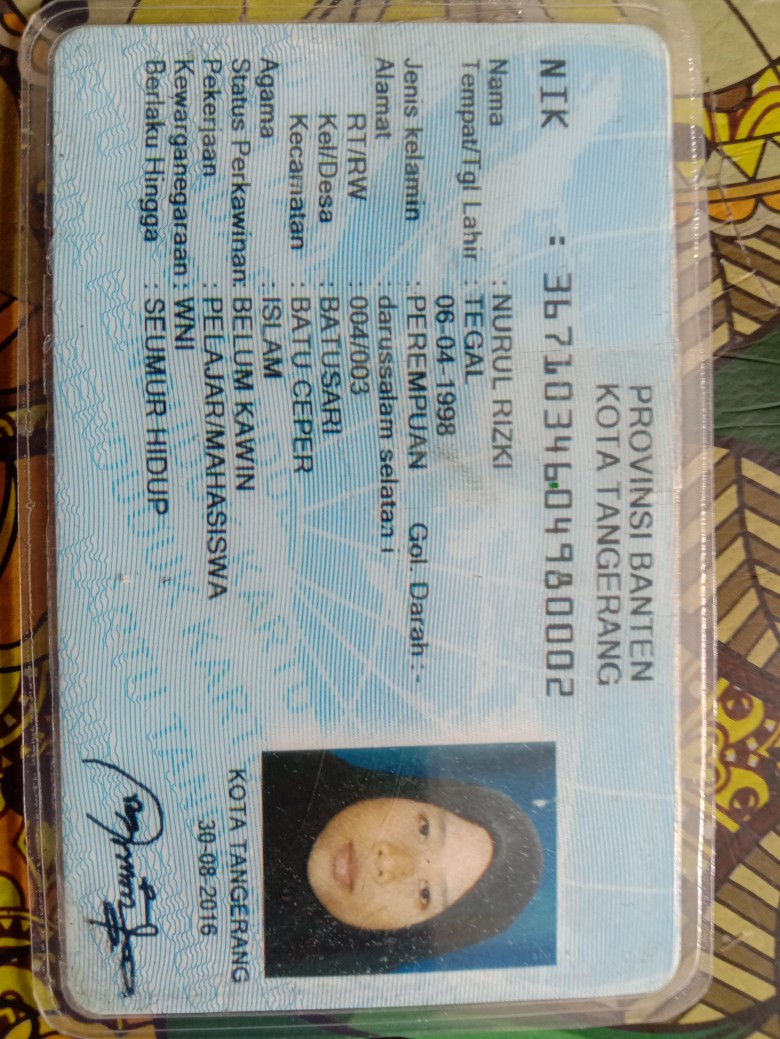 PROVINSI BANTEN
KOTA TANGERANG
NIK : 3671034604980002
Nama : NURUL RIZKI
Tempat/Tgl Lahir : TEGAL
06-04-1998
Jenis kelamin : PEREMPUAN Gol. Darah : -
Alamat : darussalam selatan I
RT/RW : 004/003
Kel/Desa : BATUSARI
Kecamatan : BATU CEPER
Agama : ISLAM
Status Perkawinan: BELUM KAWIN
Pekerjaan : PELAJAR/MAHASISWA
Kewarganegaraan : WNI
Berlaku Hingga : SEUMUR HIDUP
KOTA TANGERANG
30-08-2016